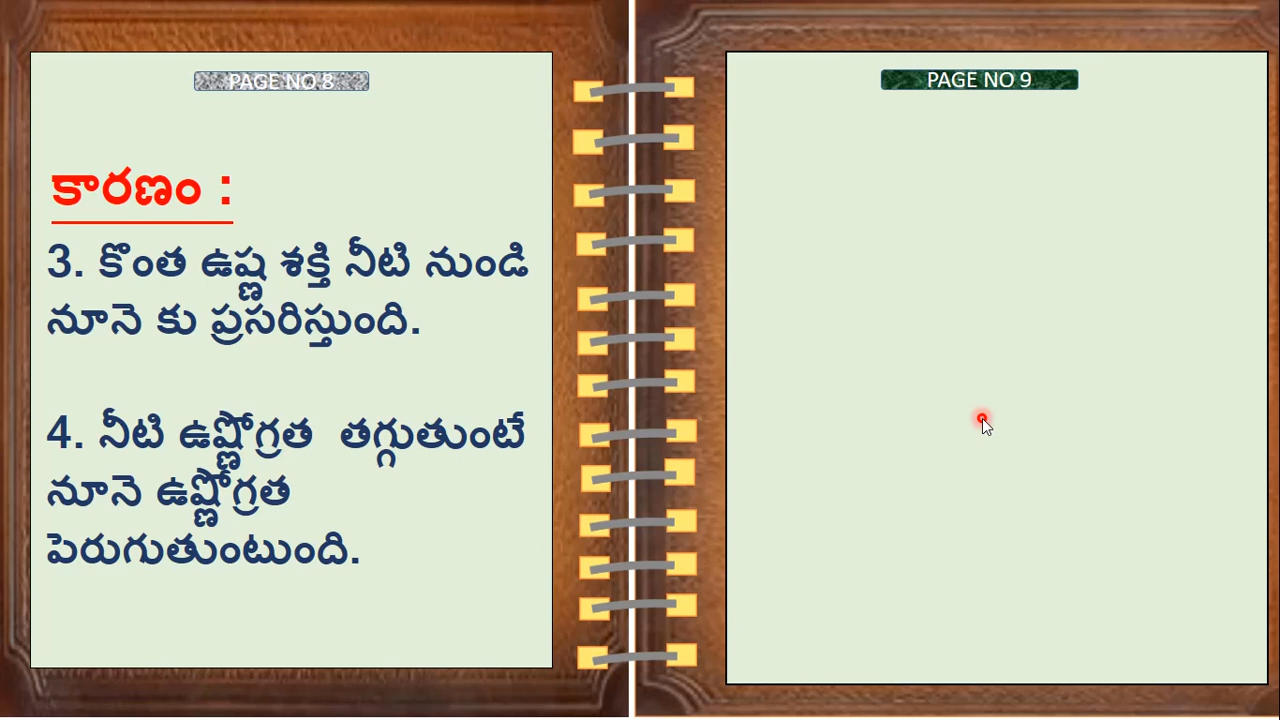 PAGE NO 8
కారణం :
3. కొంత ఉష్ణ శక్తి నీటి నుండి
నూనె కు ప్రసరిస్తుంది.
4. నీటి ఉష్ణోగ్రత తగ్గుతుంటే
నూనె ఉష్ణోగ్రత
పెరుగుతుంటుంది.
PAGE NO 9